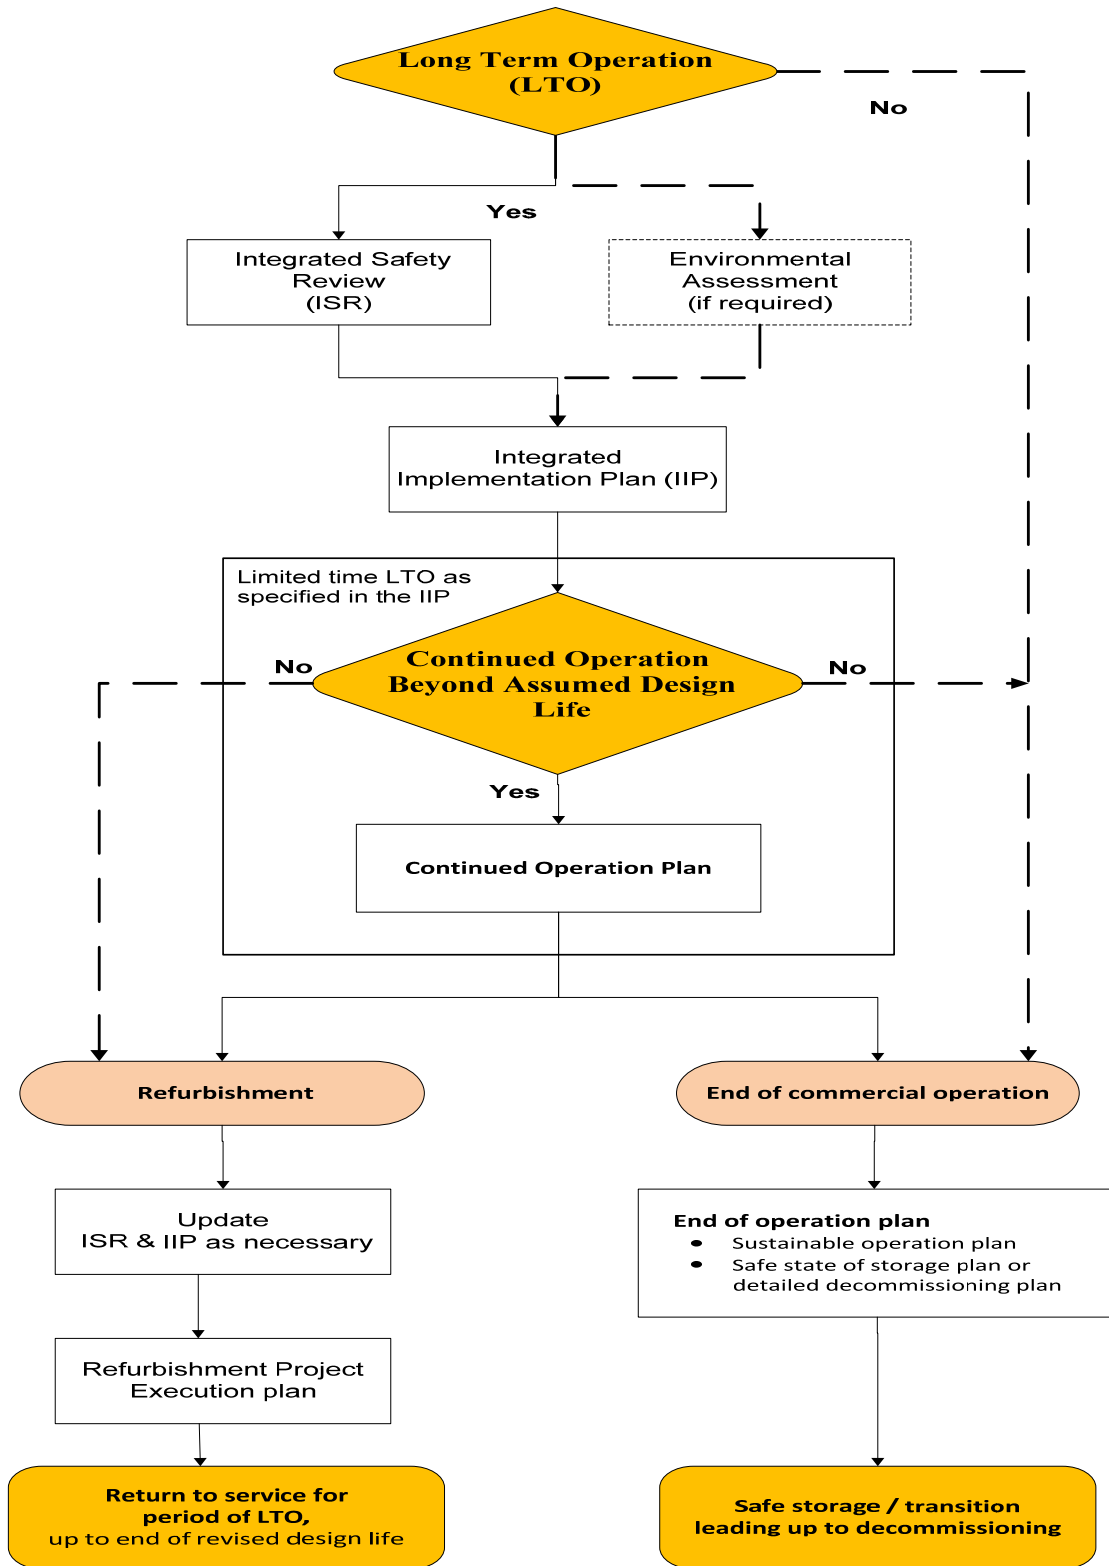 Long Term Operation
(LTO)
No
Yes
Integrated Safety
Review
(ISR)
Environmental
Assessment
(if required)
Integrated
Implementation Plan (IIP)
Limited time LTO as
specified in the IIP
No
Continued Operation
Beyond Assumed Design
Life
No
Yes
Continued Operation Plan
Refurbishment
End of commercial operation
Update
ISR & IIP as necessary
End of operation plan
• Sustainable operation plan
• Safe state of storage plan or
detailed decommissioning plan
Refurbishment Project
Execution plan
Return to service for
period of LTO,
up to end of revised design life
Safe storage / transition
leading up to decommissioning